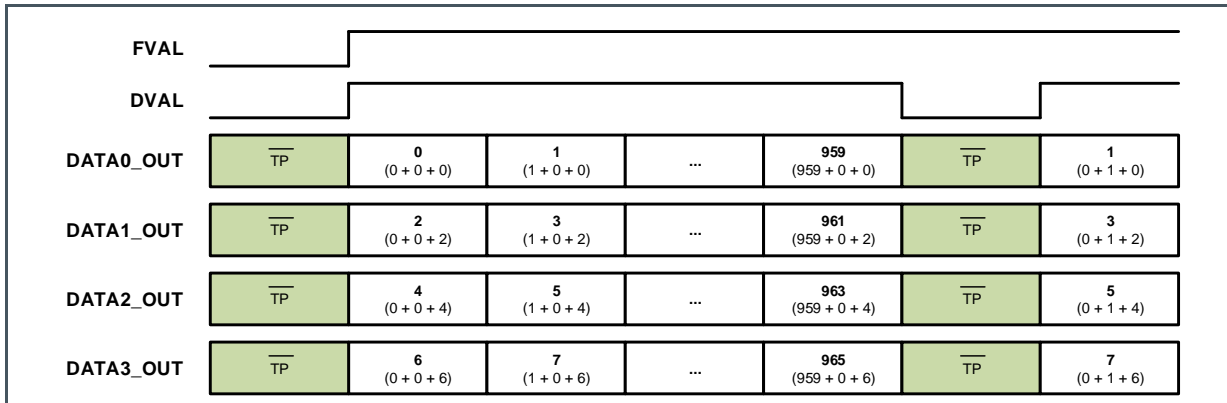 FVAL
DVAL
DATA0_OUT TP 0 1 ... 959 TP 1
(0 + 0 + 0) (1 + 0 + 0) (959 + 0 + 0) (0 + 1 + 0)
DATA1_OUT TP 2 3 ... 961 TP 3
(0 + 0 + 2) (1 + 0 + 2) (959 + 0 + 2) (0 + 1 + 2)
DATA2_OUT TP 4 5 ... 963 TP 5
(0 + 0 + 4) (1 + 0 + 4) (959 + 0 + 4) (0 + 1 + 4)
DATA3_OUT TP 6 7 ... 965 TP 7
(0 + 0 + 6) (1 + 0 + 6) (959 + 0 + 6) (0 + 1 + 6)